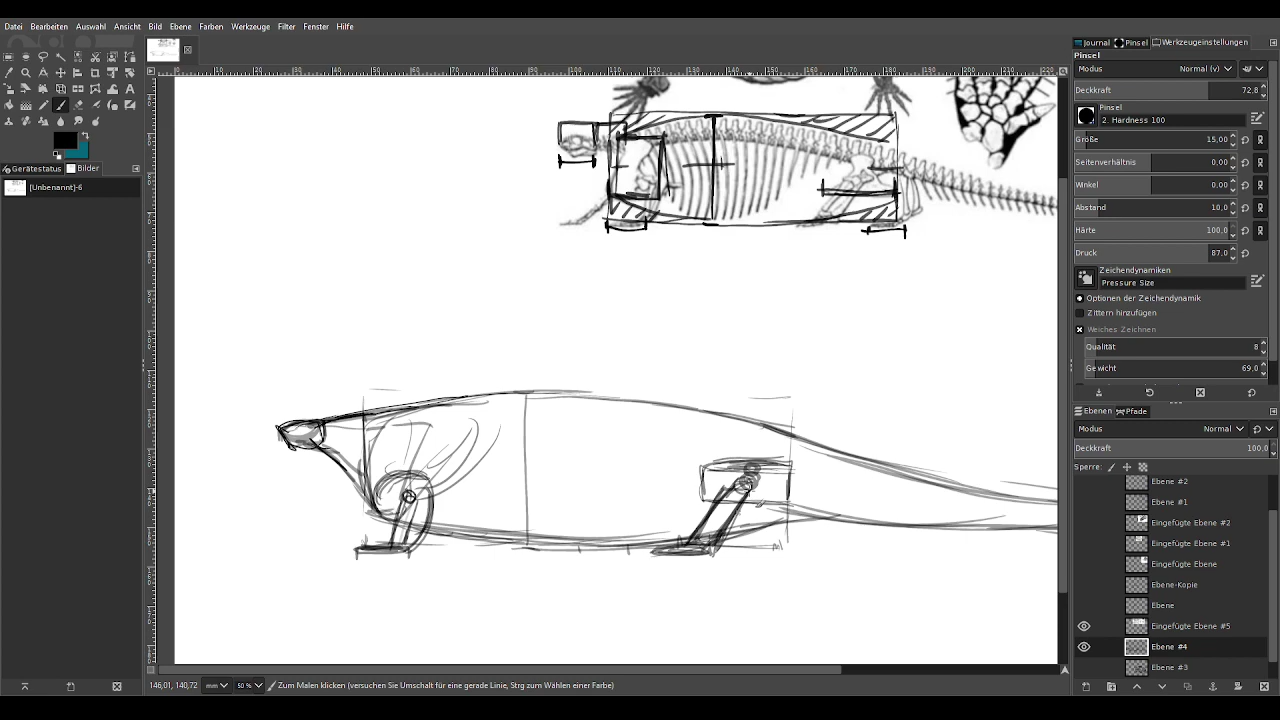 Datei Bearbeiten Auswahl Ansicht Bild Ebene Farben Werkzeuge Filter Fenster Hilfe
Journal Pinsel Werkzeugeinstellungen
Pinsel
Modus Normal (v)
Deckkraft 72,8
Pinsel
2. Hardness 100
Größe 15,00
Seitenverhältnis 0,00
Winkel 0,00
Abstand 10,0
Härte 100,0
Druck 87,0
Zeichendynamiken
Pressure Size
Optionen der Zeichendynamik
Zittern hinzufügen
Weiches Zeichnen
Qualität 8
Gewicht 69,0
Gerätestatus Bilder
[Unbenannt]-6
Ebenen Pfade
Modus Normal
Deckkraft 100,0
Sperre:
Ebene #2
Ebene #1
Eingefügte Ebene #2
Eingefügte Ebene #1
Eingefügte Ebene
Ebene-Kopie
Ebene
Eingefügte Ebene #5
Ebene #4
Ebene #3
146,01, 140,72 mm 50 % Zum Malen klicken (versuchen Sie Umschalt für eine gerade Linie, Strg zum Wählen einer Farbe)